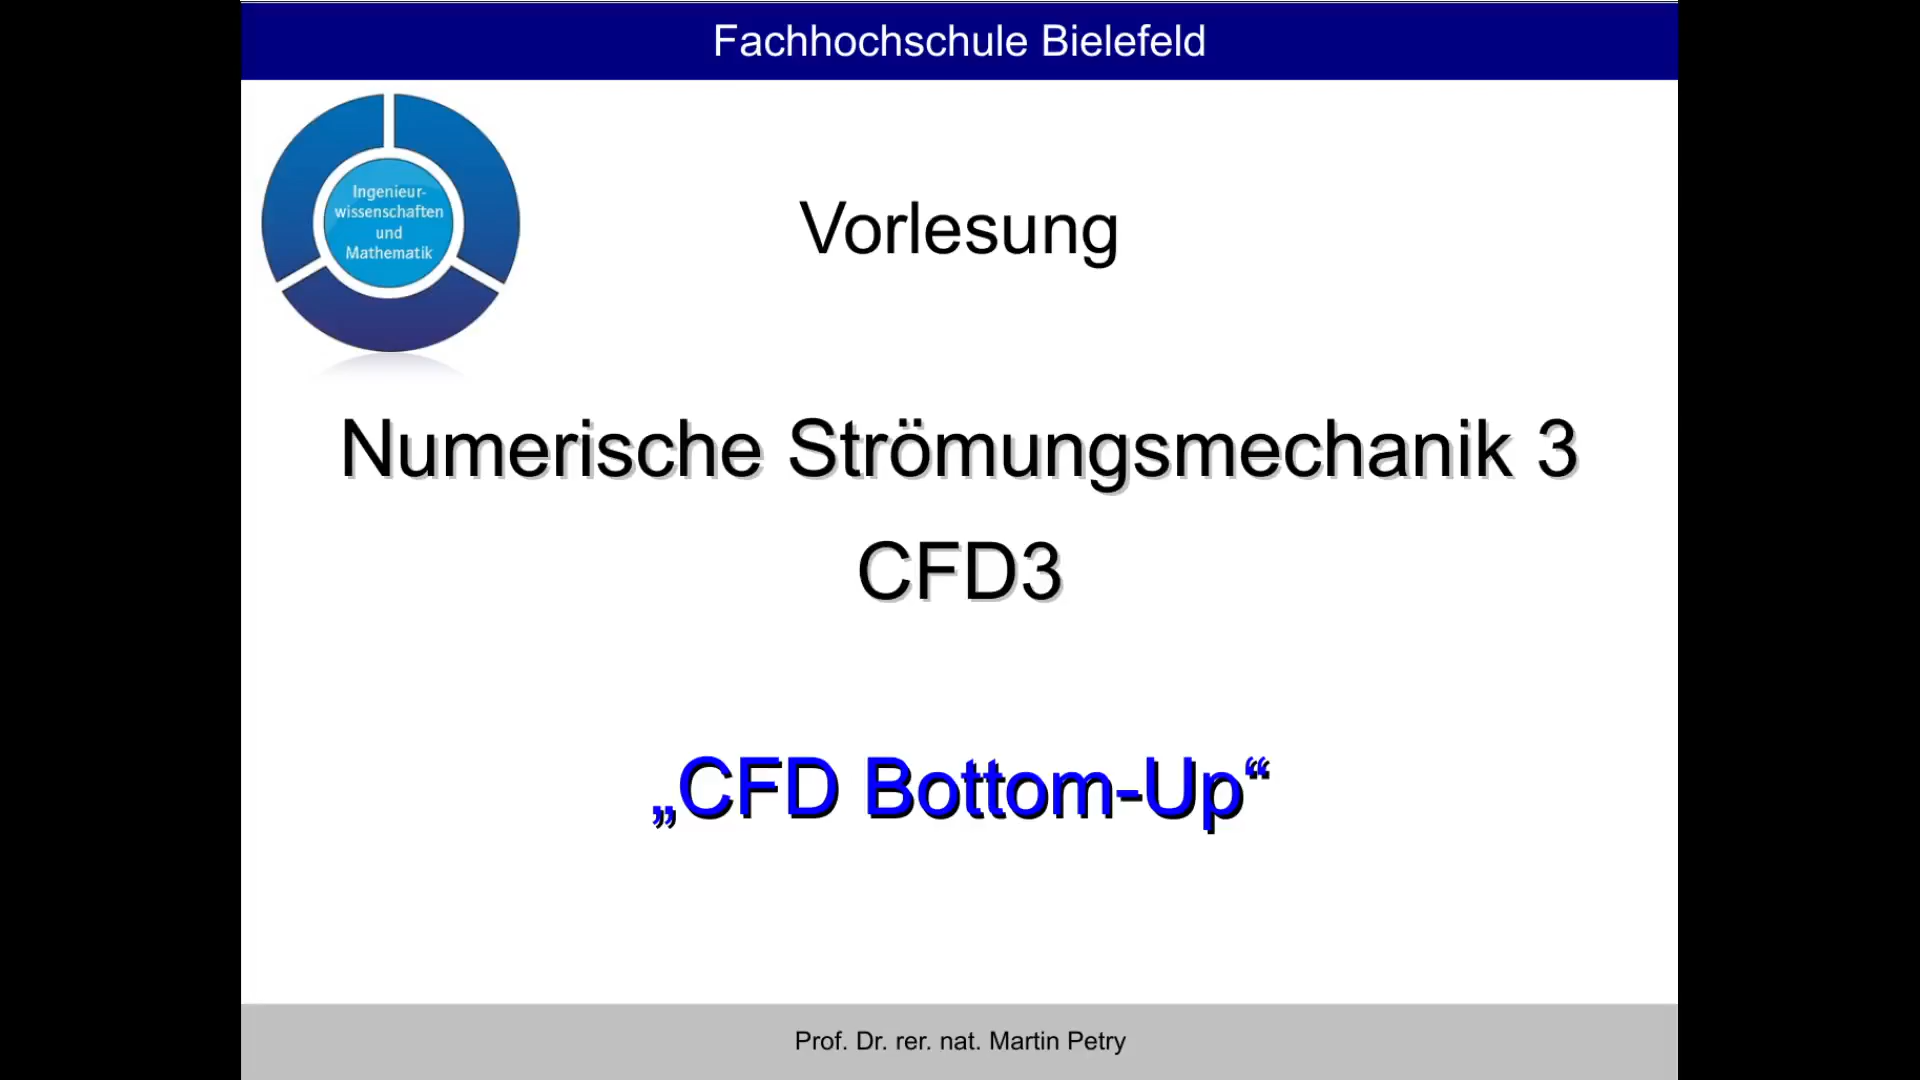 Fachhochschule Bielefeld
Ingenieur-
wissenschaften
und
Mathematik
Vorlesung
Numerische Strömungsmechanik 3
CFD3
„CFD Bottom-Up“
Prof. Dr. rer. nat. Martin Petry